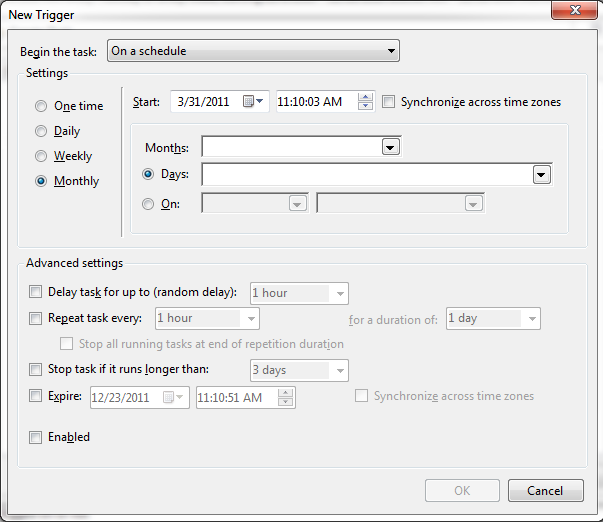 New Trigger
Begin the task: On a schedule
Settings
One time
Daily
Weekly
Monthly
Start: 3/31/2011 11:10:03 AM Synchronize across time zones
Months:
Days:
On:
Advanced settings
Delay task for up to (random delay): 1 hour
Repeat task every: 1 hour for a duration of: 1 day
Stop all running tasks at end of repetition duration
Stop task if it runs longer than: 3 days
Expire: 12/23/2011 11:10:51 AM Synchronize across time zones
Enabled
OK Cancel